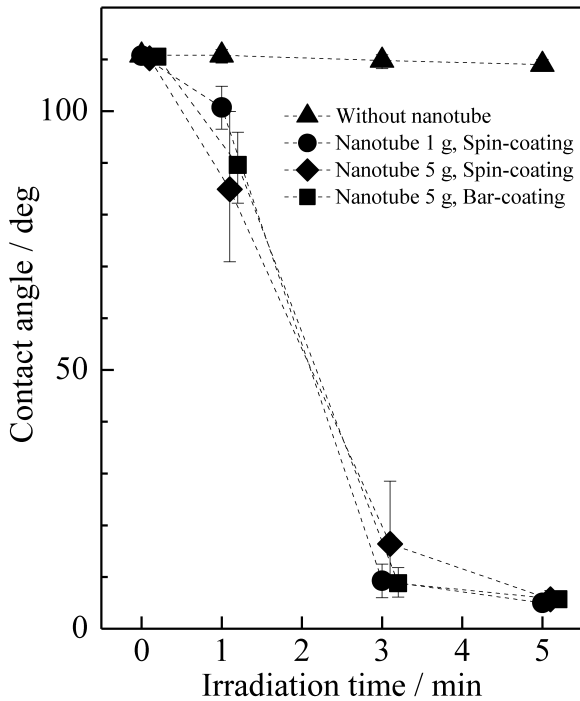 100
50
0
Contact angle / deg
Without nanotube
Nanotube 1 g, Spin-coating
Nanotube 5 g, Spin-coating
Nanotube 5 g, Bar-coating
0 1 2 3 4 5
Irradiation time / min